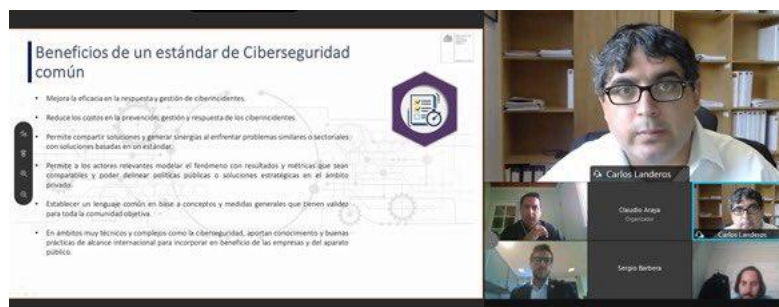 Beneficios de un estándar de Ciberseguridad
común
• Mejora la eficacia en la respuesta y gestión de ciberincidentes.
• Reduce los costos en la prevención, gestión y respuesta de los ciberincidentes.
• Permite compartir soluciones y generar sinergias al enfrentar problemas similares o sectoriales
con soluciones basadas en un estándar.
• Permite a los actores relevantes modelar el fenómeno con resultados y métricas que sean
comparables y poder delinear políticas públicas o soluciones estratégicas en el ámbito
privado.
• Establecer un lenguaje común en base a conceptos y medidas generales que tienen validez
para toda la comunidad objetiva.
• En ámbitos muy técnicos y complejos como la ciberseguridad, aportan conocimiento y buenas
prácticas de alcance internacional para incorporar en beneficio de las empresas y del aparato
público.
Carlos Landeros
Claudio Araya
Organizador
Carlos Landeros
Sergio Barbera